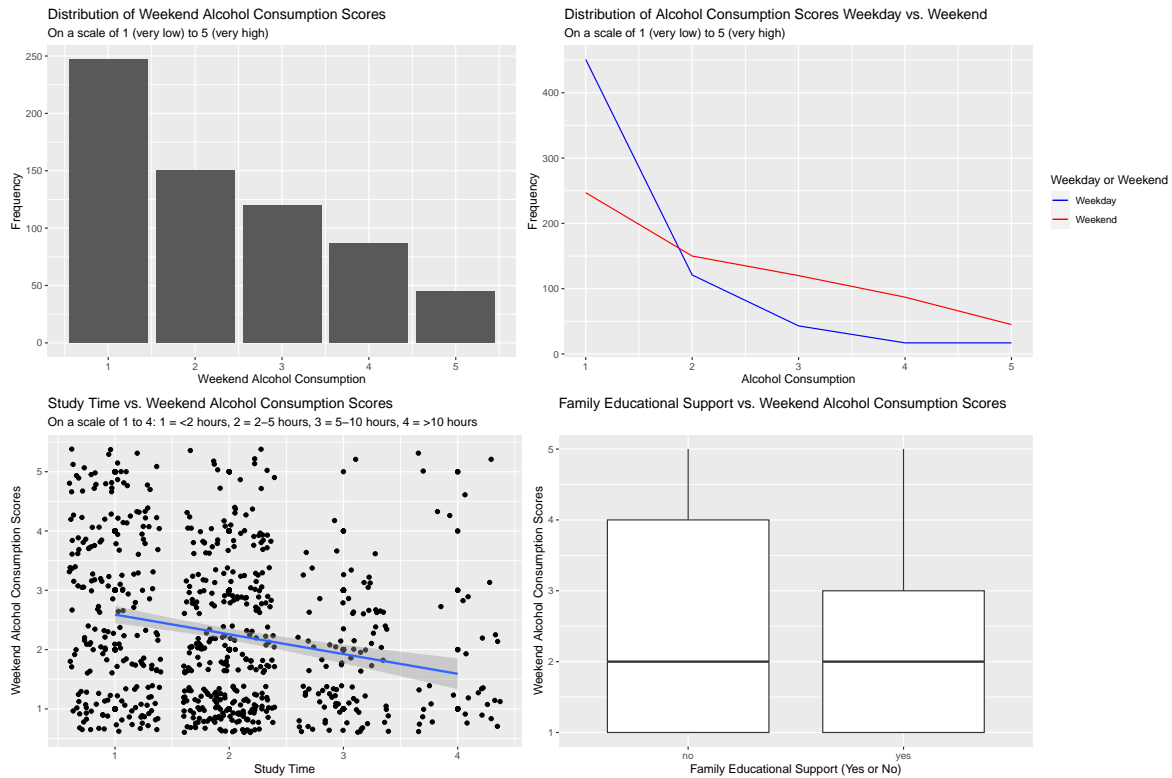 Distribution of Weekend Alcohol Consumption Scores
On a scale of 1 (very low) to 5 (very high)
250
200
150
100
50
0
Frequency
1 2 3 4 5
Weekend Alcohol Consumption
Distribution of Alcohol Consumption Scores Weekday vs. Weekend
On a scale of 1 (very low) to 5 (very high)
400
300
200
100
0
Frequency
1 2 3 4 5
Alcohol Consumption
Weekday or Weekend
Weekday
Weekend
Study Time vs. Weekend Alcohol Consumption Scores
On a scale of 1 to 4: 1 = <2 hours, 2 = 2–5 hours, 3 = 5–10 hours, 4 = >10 hours
5
4
3
2
1
Weekend Alcohol Consumption Scores
1 2 3 4
Study Time
Family Educational Support vs. Weekend Alcohol Consumption Scores
5
4
3
2
1
Weekend Alcohol Consumption Scores
no yes
Family Educational Support (Yes or No)